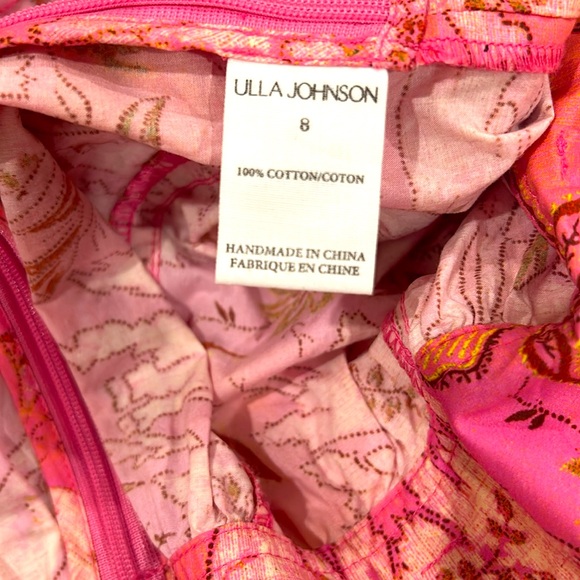 ULLA JOHNSON
8
100% COTTON/COTON
HANDMADE IN CHINA
FABRIQUE EN CHINE